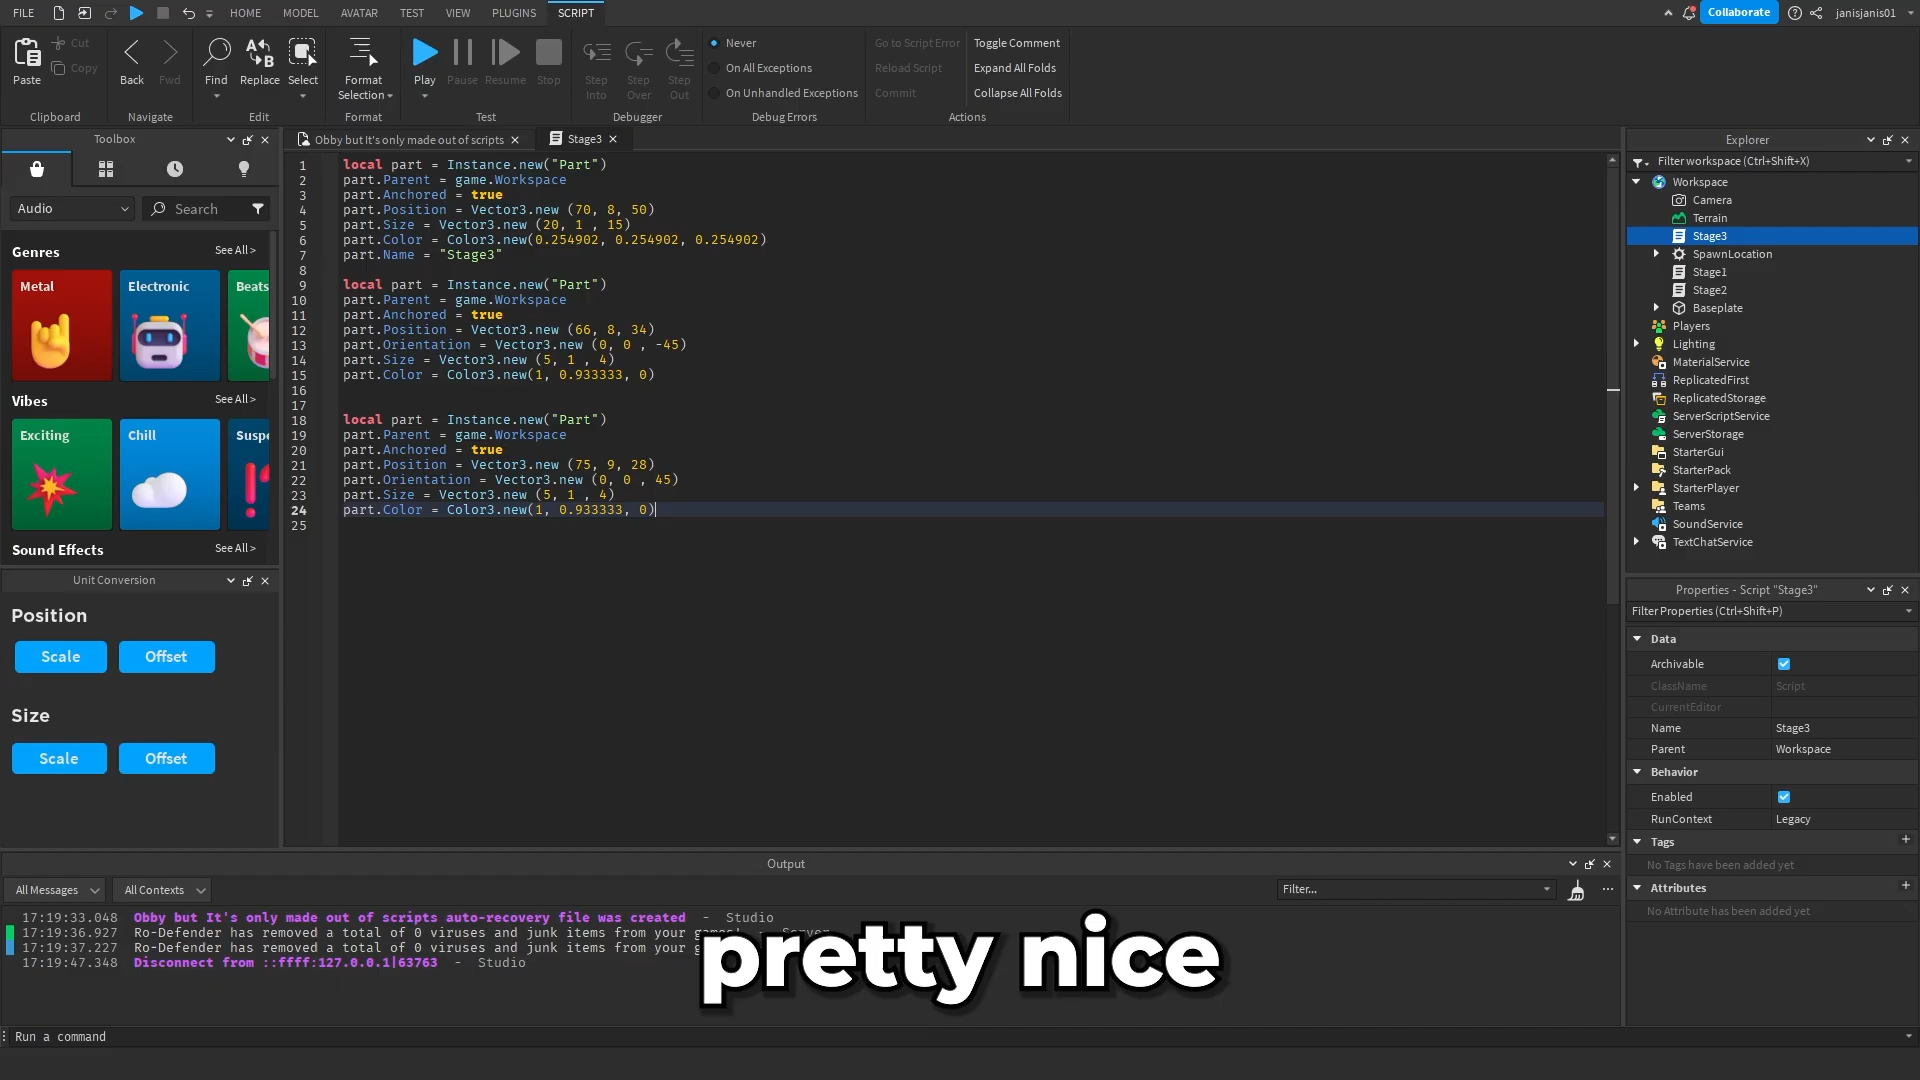 FILE HOME MODEL AVATAR TEST VIEW PLUGINS SCRIPT Collaborate janisjanis01
Paste Cut Copy Back Fwd Find Replace Select Format Selection Play Pause Resume Stop Step Into Step Over Step Out
Never
On All Exceptions
On Unhandled Exceptions
Go to Script Error
Reload Script
Commit
Toggle Comment
Expand All Folds
Collapse All Folds
Clipboard Navigate Edit Format Test Debugger Debug Errors Actions
Toolbox
Audio Search
Genres See All >
Metal Electronic Beats
Vibes See All >
Exciting Chill Suspe
Sound Effects See All >
Unit Conversion
Position
Scale Offset
Size
Scale Offset
Obby but It's only made out of scripts Stage3
1 local part = Instance.new("Part")
2 part.Parent = game.Workspace
3 part.Anchored = true
4 part.Position = Vector3.new (70, 8, 50)
5 part.Size = Vector3.new (20, 1 , 15)
6 part.Color = Color3.new(0.254902, 0.254902, 0.254902)
7 part.Name = "Stage3"
8
9 local part = Instance.new("Part")
10 part.Parent = game.Workspace
11 part.Anchored = true
12 part.Position = Vector3.new (66, 8, 34)
13 part.Orientation = Vector3.new (0, 0 , -45)
14 part.Size = Vector3.new (5, 1 , 4)
15 part.Color = Color3.new(1, 0.933333, 0)
16
17
18 local part = Instance.new("Part")
19 part.Parent = game.Workspace
20 part.Anchored = true
21 part.Position = Vector3.new (75, 9, 28)
22 part.Orientation = Vector3.new (0, 0 , 45)
23 part.Size = Vector3.new (5, 1 , 4)
24 part.Color = Color3.new(1, 0.933333, 0)
25
Explorer
Filter workspace (Ctrl+Shift+X)
Workspace
Camera
Terrain
Stage3
SpawnLocation
Stage1
Stage2
Baseplate
Players
Lighting
MaterialService
ReplicatedFirst
ReplicatedStorage
ServerScriptService
ServerStorage
StarterGui
StarterPack
StarterPlayer
Teams
SoundService
TextChatService
Properties - Script "Stage3"
Filter Properties (Ctrl+Shift+P)
Data
Archivable
ClassName Script
CurrentEditor
Name Stage3
Parent Workspace
Behavior
Enabled
RunContext Legacy
Tags +
No Tags have been added yet
Attributes +
No Attribute has been added yet
Output
All Messages All Contexts Filter...
17:19:33.048 Obby but It's only made out of scripts auto-recovery file was created - Studio
17:19:36.927 Ro-Defender has removed a total of 0 viruses and junk items from your games! - Server
17:19:37.227 Ro-Defender has removed a total of 0 viruses and junk items from your
17:19:47.348 Disconnect from ::ffff:127.0.0.1|63763 - Studio
pretty nice
Run a command